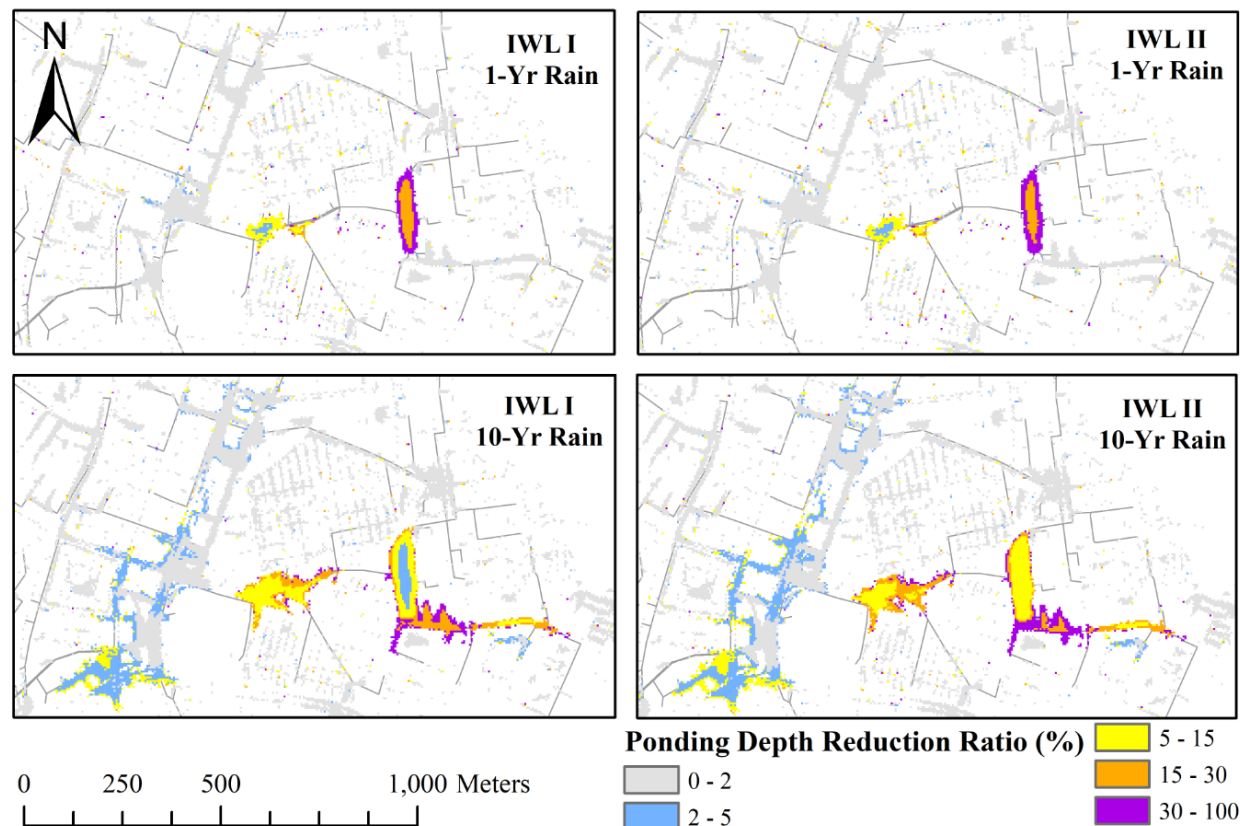 N
IWL I
1-Yr Rain
IWL II
1-Yr Rain
IWL I
10-Yr Rain
IWL II
10-Yr Rain
Ponding Depth Reduction Ratio (%)
0 - 2
2 - 5
5 - 15
15 - 30
30 - 100
0 250 500 1,000 Meters